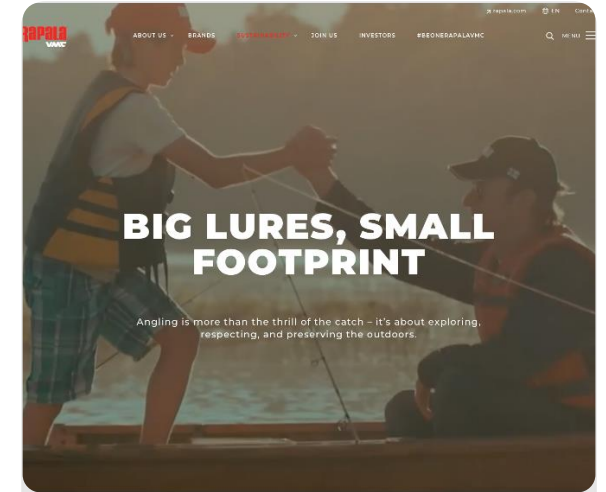 rapala.com EN
RAPALA
VMC
ABOUT US BRANDS SUSTAINABILITY JOIN US INVESTORS #BEONERAPALAVMC MENU
BIG LURES, SMALL
FOOTPRINT
Angling is more than the thrill of the catch – it's about exploring,
respecting, and preserving the outdoors.